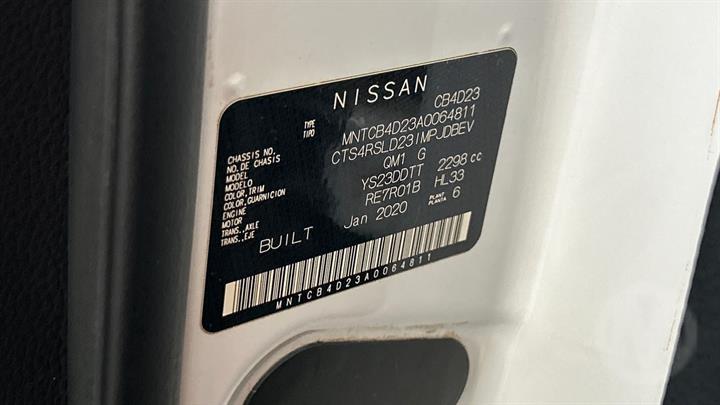 NISSAN
TYPE CB4D23
TIPO
CHASSIS NO. MNTCB4D23A0064811
NO. DE CHASSIS
MODEL CTS4RSLD23IMPJDBEV
MODELO
COLOR, TRIM QM1 G
COLOR, GUARNICION
ENGINE YS23DDTT 2298 cc
MOTOR
TRANS., AXLE RE7R01B HL33
TRANS., EJE
BUILT Jan 2020 PLANT 6
PLANTA
MNTCB4D23A0064811